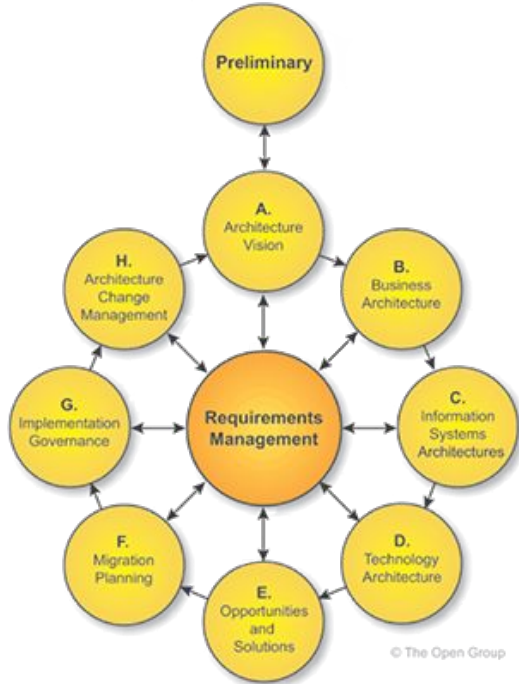 Preliminary
A.
Architecture
Vision
B.
Business
Architecture
C.
Information
Systems
Architectures
D.
Technology
Architecture
E.
Opportunities
and
Solutions
F.
Migration
Planning
G.
Implementation
Governance
H.
Architecture
Change
Management
Requirements
Management
© The Open Group